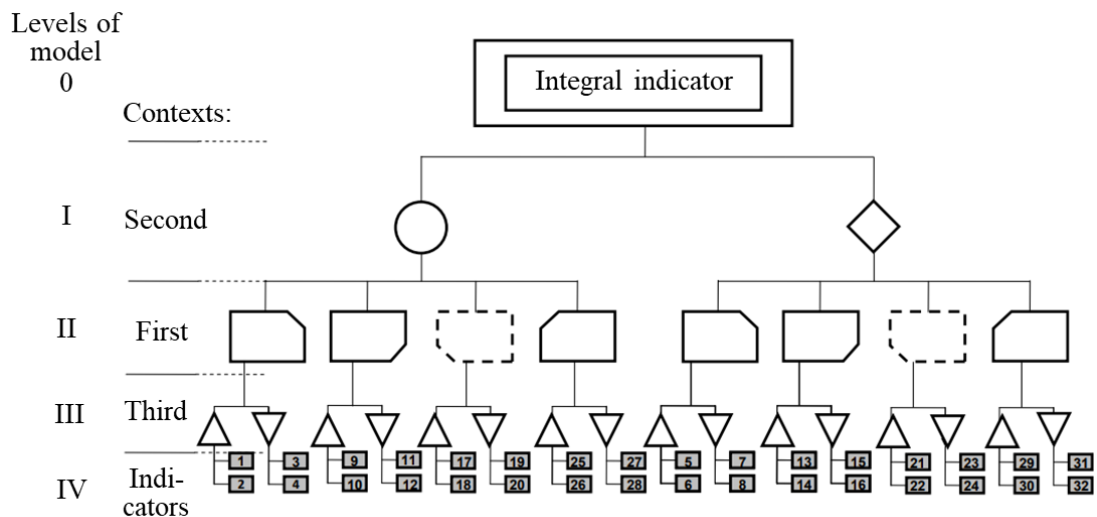 Levels of
model
0
Integral indicator
Contexts:
I Second
II First
III Third
1 3 9 11 17 19 25 27 5 7 13 15 21 23 29 31
2 4 10 12 18 20 26 28 6 8 14 16 22 24 30 32
IV Indi-
cators